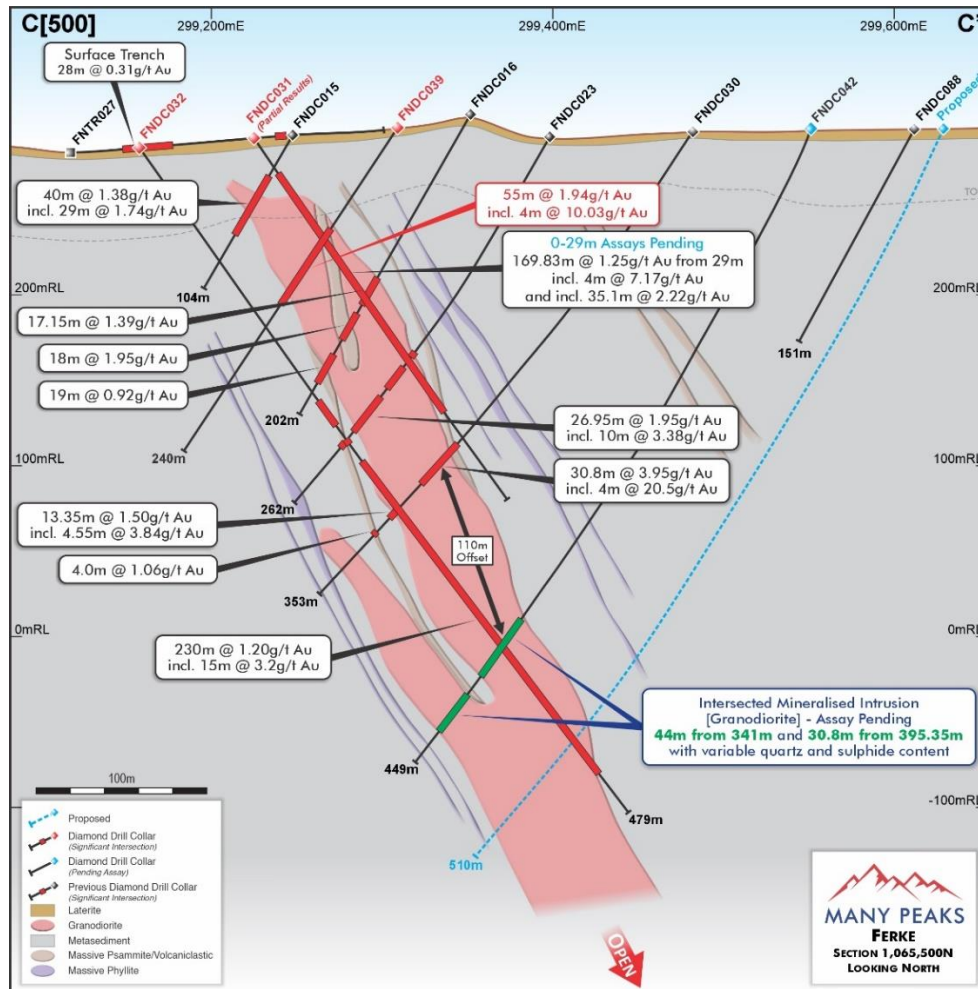 C[500]
299,200mE
299,400mE
299,600mE
Surface Trench
28m @ 0.31g/t Au
FNTR027
FNDC032
FNDC031
(Partial Results)
FNDC015
FNDC039
FNDC016
FNDC023
FNDC030
FNDC042
FNDC088
Proposed
40m @ 1.38g/t Au
incl. 29m @ 1.74g/t Au
55m @ 1.94g/t Au
incl. 4m @ 10.03g/t Au
0-29m Assays Pending
169.83m @ 1.25g/t Au from 29m
incl. 4m @ 7.17g/t Au
and incl. 35.1m @ 2.22g/t Au
200mRL
200mRL
104m
17.15m @ 1.39g/t Au
18m @ 1.95g/t Au
19m @ 0.92g/t Au
151m
202m
26.95m @ 1.95g/t Au
incl. 10m @ 3.38g/t Au
240m
100mRL
100mRL
30.8m @ 3.95g/t Au
incl. 4m @ 20.5g/t Au
262m
13.35m @ 1.50g/t Au
incl. 4.55m @ 3.84g/t Au
110m
Offset
4.0m @ 1.06g/t Au
353m
0mRL
230m @ 1.20g/t Au
incl. 15m @ 3.2g/t Au
Intersected Mineralised Intrusion
[Granodiorite] - Assay Pending
44m from 341m and 30.8m from 395.35m
with variable quartz and sulphide content
449m
100m
479m
-100mRL
510m
Proposed
Diamond Drill Collar
(Significant Intersection)
Diamond Drill Collar
(Pending Assay)
Previous Diamond Drill Collar
(Significant Intersection)
Laterite
Granodiorite
Metasediment
Massive Psammite/Volcaniclastic
Massive Phyllite
OPEN
MANY PEAKS
FERKE
SECTION 1,065,500N
LOOKING NORTH